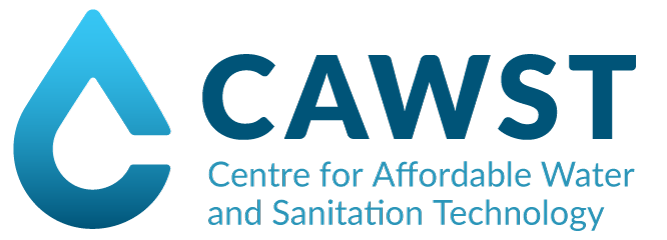 CAWST
Centre for Affordable Water
and Sanitation Technology